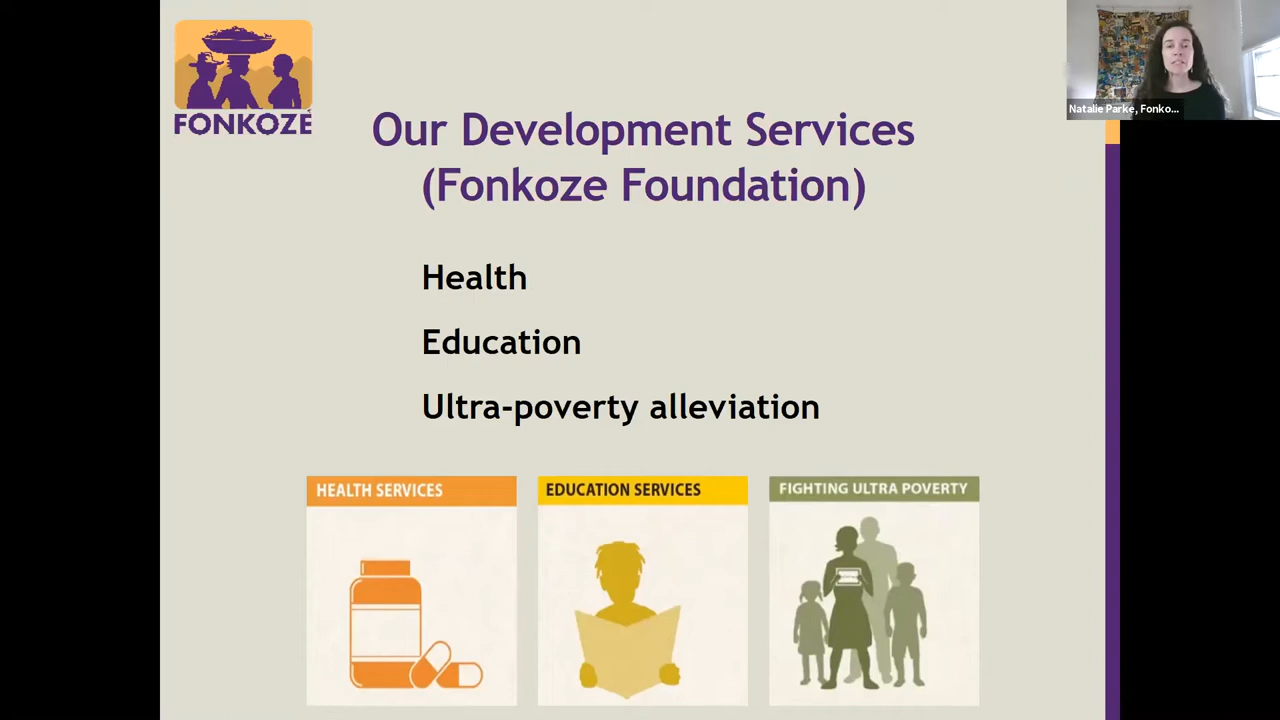 FONKOZE
Natalie Parke, Fonko...
Our Development Services
(Fonkoze Foundation)
Health
Education
Ultra-poverty alleviation
HEALTH SERVICES
EDUCATION SERVICES
FIGHTING ULTRA POVERTY